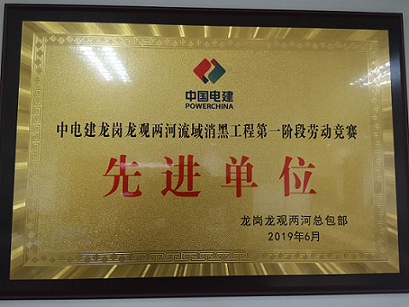 中国电建
POWERCHINA
中电建龙岗龙观两河流域消黑工程第一阶段劳动竞赛
先进单位
龙岗龙观两河总包部
2019年6月